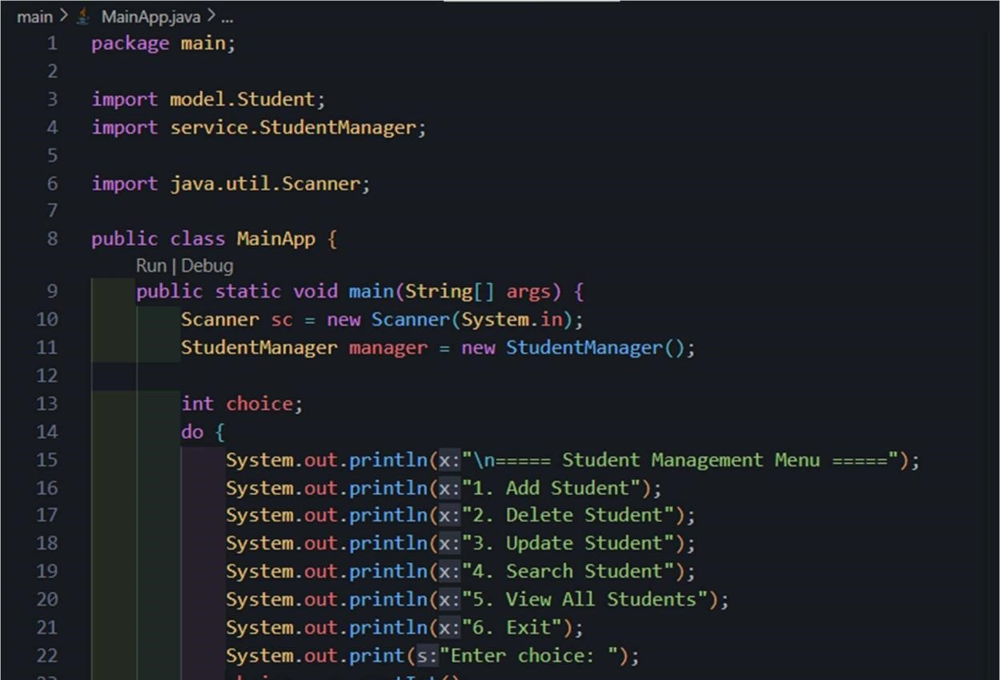 main > MainApp.java > ...
1 package main;
2
3 import model.Student;
4 import service.StudentManager;
5
6 import java.util.Scanner;
7
8 public class MainApp {
Run | Debug
9 public static void main(String[] args) {
10 Scanner sc = new Scanner(System.in);
11 StudentManager manager = new StudentManager();
12
13 int choice;
14 do {
15 System.out.println(x:"\n===== Student Management Menu =====");
16 System.out.println(x:"1. Add Student");
17 System.out.println(x:"2. Delete Student");
18 System.out.println(x:"3. Update Student");
19 System.out.println(x:"4. Search Student");
20 System.out.println(x:"5. View All Students");
21 System.out.println(x:"6. Exit");
22 System.out.print(s:"Enter choice: ");